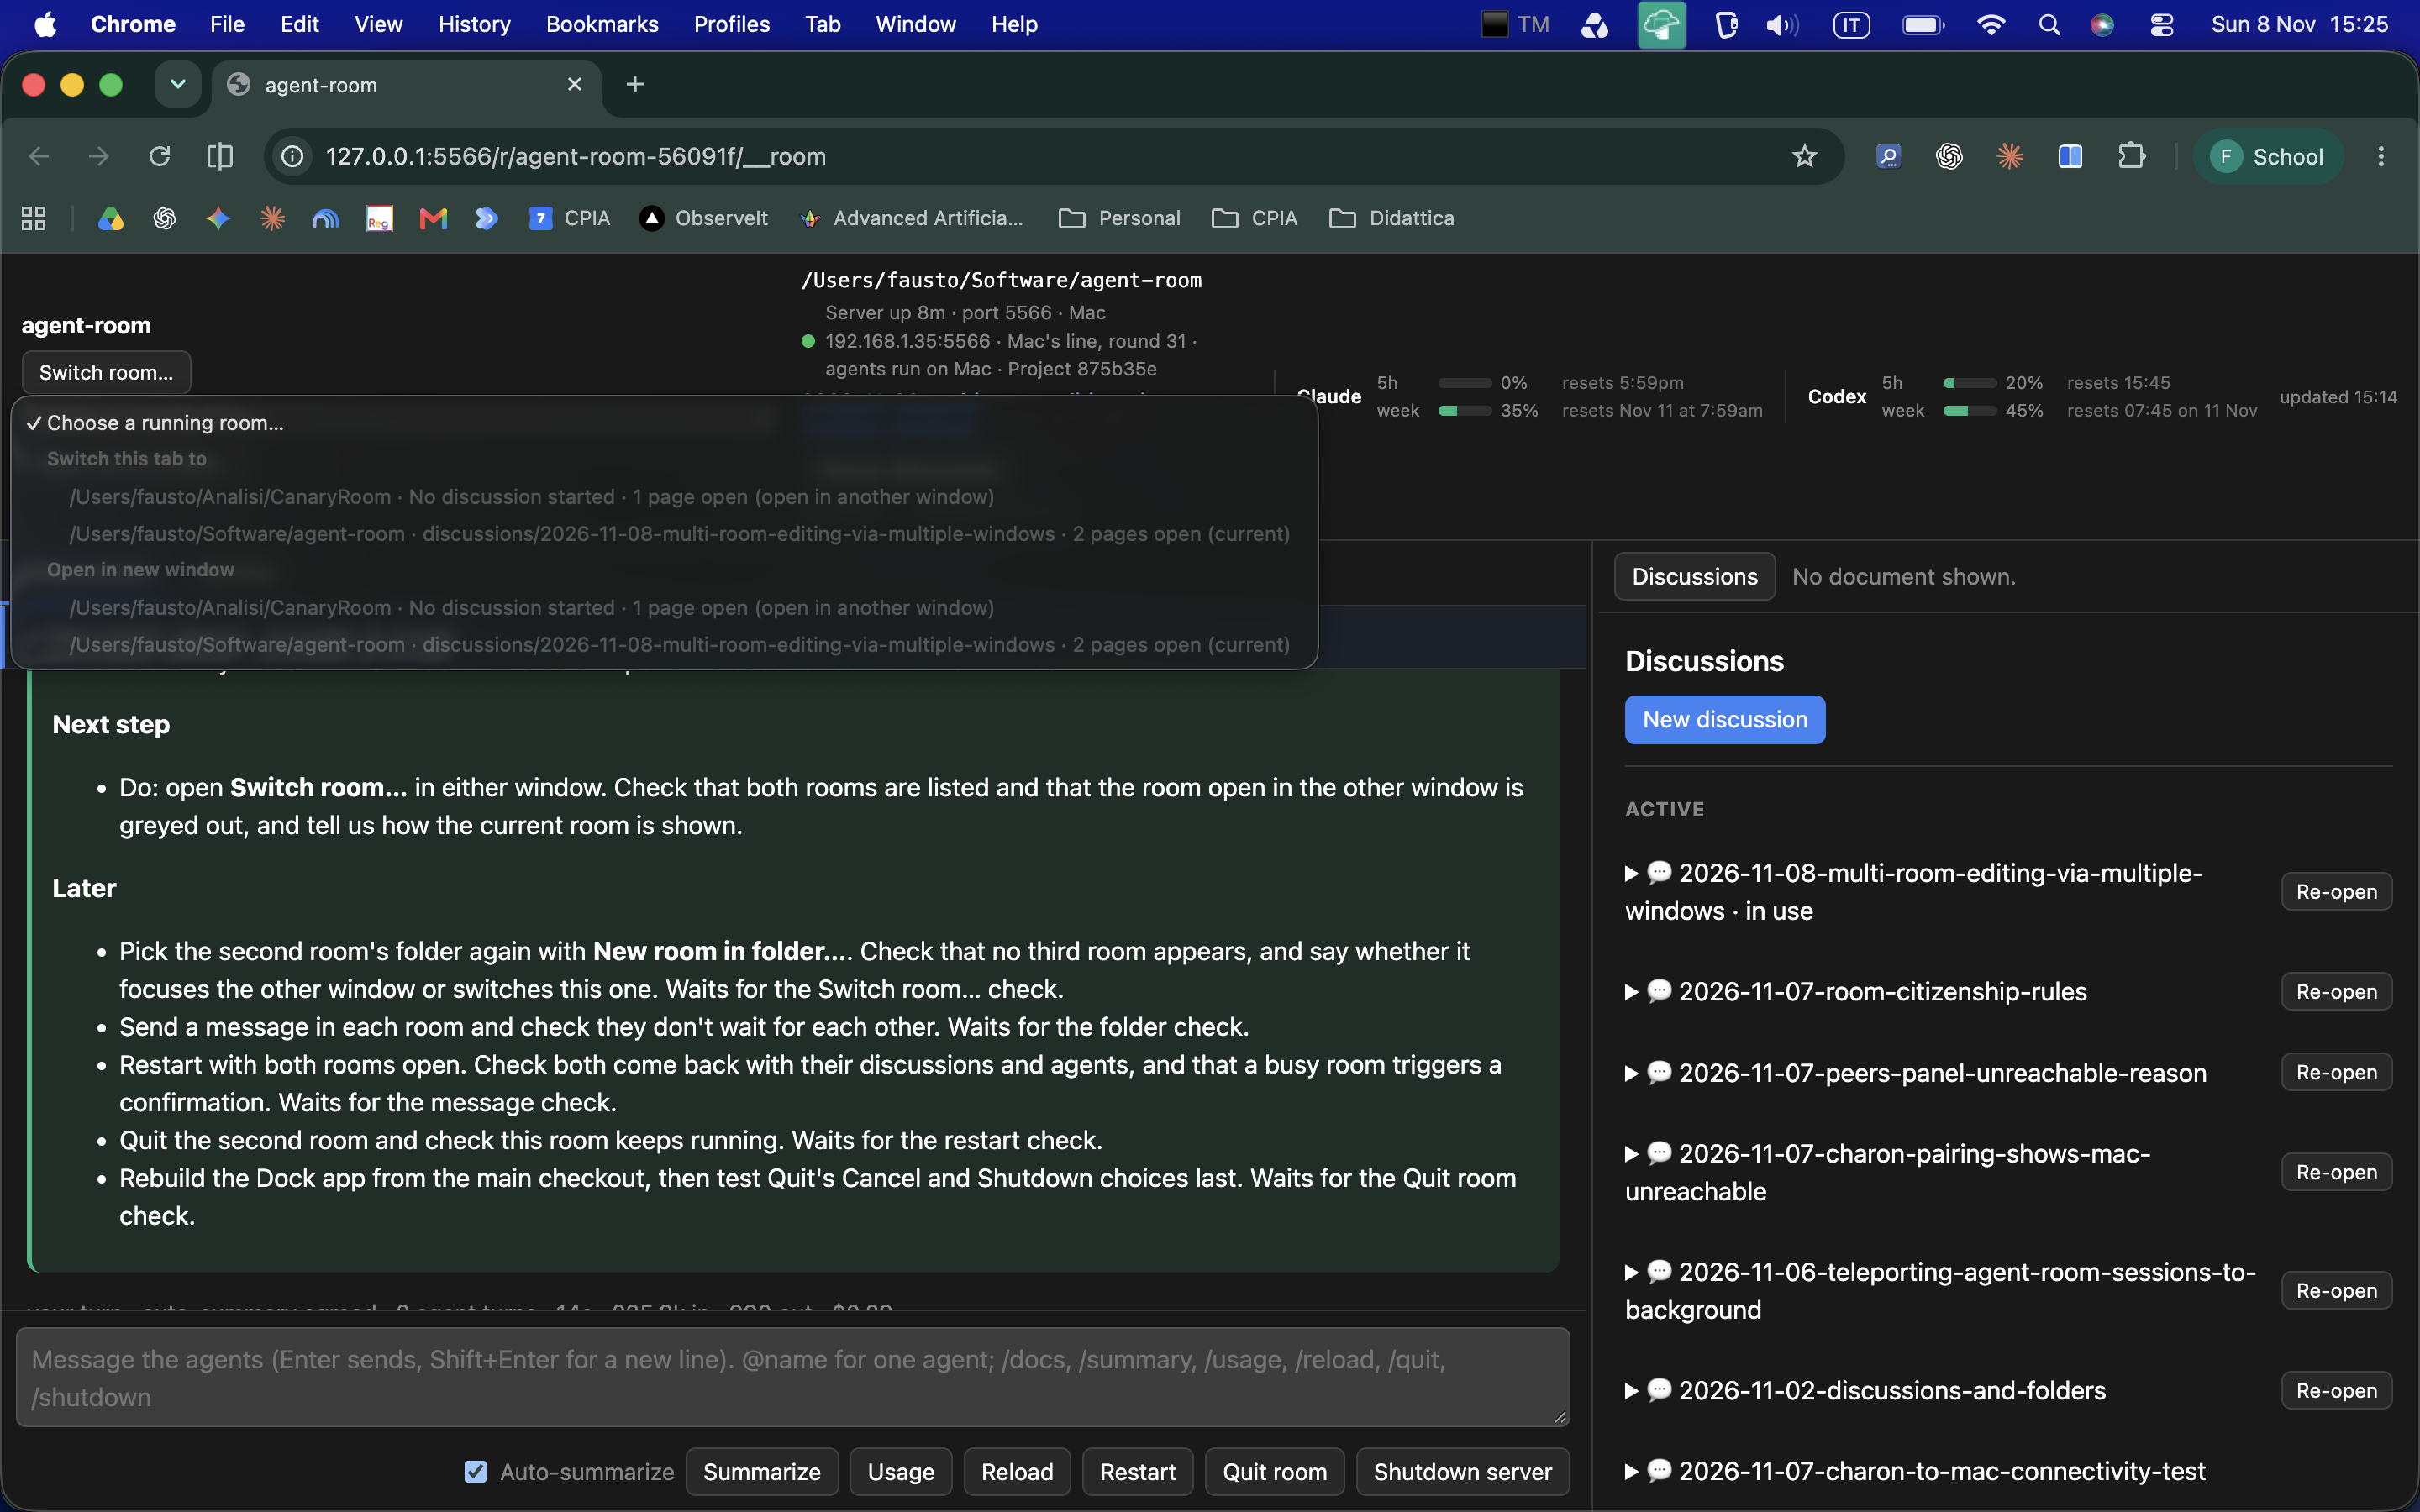 Chrome File Edit View History Bookmarks Profiles Tab Window Help TM IT Sun 8 Nov 15:25
agent-room
127.0.0.1:5566/r/agent-room-56091f/__room
F School
Reg
7 CPIA
ObserveIt
Advanced Artificia...
Personal
CPIA
Didattica
agent-room
Switch room...
/Users/fausto/Software/agent-room
Server up 8m · port 5566 · Mac
192.168.1.35:5566 · Mac's line, round 31 ·
agents run on Mac · Project 875b35e
Claude
5h 0% resets 5:59pm
week 35% resets Nov 11 at 7:59am
Codex
5h 20% resets 15:45
week 45% resets 07:45 on 11 Nov
updated 15:14
✓ Choose a running room...
Switch this tab to
/Users/fausto/Analisi/CanaryRoom · No discussion started · 1 page open (open in another window)
/Users/fausto/Software/agent-room · discussions/2026-11-08-multi-room-editing-via-multiple-windows · 2 pages open (current)
Open in new window
/Users/fausto/Analisi/CanaryRoom · No discussion started · 1 page open (open in another window)
/Users/fausto/Software/agent-room · discussions/2026-11-08-multi-room-editing-via-multiple-windows · 2 pages open (current)
Next step
• Do: open Switch room... in either window. Check that both rooms are listed and that the room open in the other window is
greyed out, and tell us how the current room is shown.
Later
• Pick the second room's folder again with New room in folder.... Check that no third room appears, and say whether it
focuses the other window or switches this one. Waits for the Switch room... check.
• Send a message in each room and check they don't wait for each other. Waits for the folder check.
• Restart with both rooms open. Check both come back with their discussions and agents, and that a busy room triggers a
confirmation. Waits for the message check.
• Quit the second room and check this room keeps running. Waits for the restart check.
• Rebuild the Dock app from the main checkout, then test Quit's Cancel and Shutdown choices last. Waits for the Quit room
check.
Message the agents (Enter sends, Shift+Enter for a new line). @name for one agent; /docs, /summary, /usage, /reload, /quit,
/shutdown
Auto-summarize
Summarize
Usage
Reload
Restart
Quit room
Shutdown server
Discussions
No document shown.
Discussions
New discussion
ACTIVE
2026-11-08-multi-room-editing-via-multiple-
windows · in use
Re-open
2026-11-07-room-citizenship-rules
Re-open
2026-11-07-peers-panel-unreachable-reason
Re-open
2026-11-07-charon-pairing-shows-mac-
unreachable
Re-open
2026-11-06-teleporting-agent-room-sessions-to-
background
Re-open
2026-11-02-discussions-and-folders
Re-open
2026-11-07-charon-to-mac-connectivity-test
Re-open